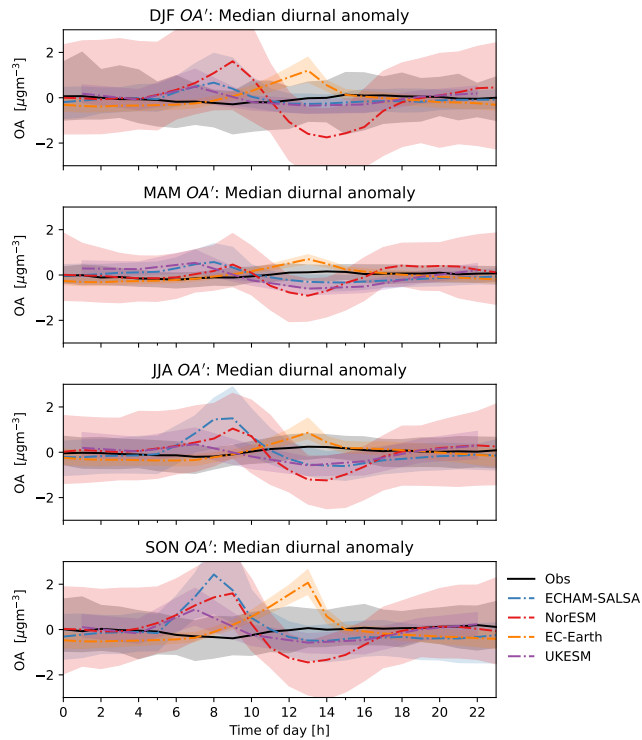 DJF OA′: Median diurnal anomaly
OA [μgm⁻³]
2
0
−2
MAM OA′: Median diurnal anomaly
OA [μgm⁻³]
2
0
−2
JJA OA′: Median diurnal anomaly
OA [μgm⁻³]
2
0
−2
SON OA′: Median diurnal anomaly
OA [μgm⁻³]
2
0
−2
0 2 4 6 8 10 12 14 16 18 20 22
Time of day [h]
Obs
ECHAM-SALSA
NorESM
EC-Earth
UKESM